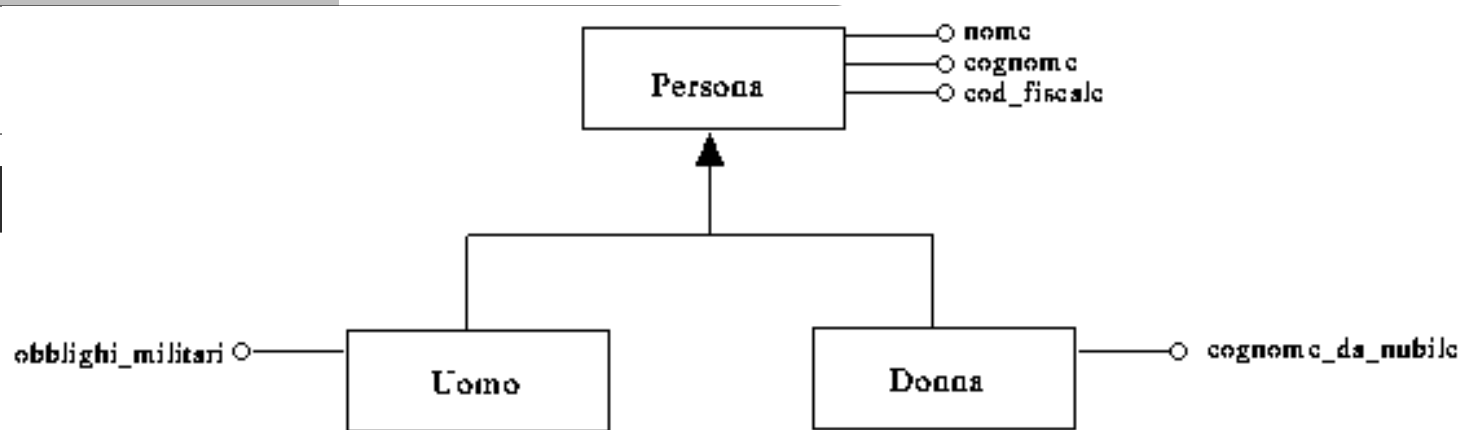 nome
Persona
cognome
cod_fiscale
obblighi_militari
cognome_da_nubile
Uomo
Donna